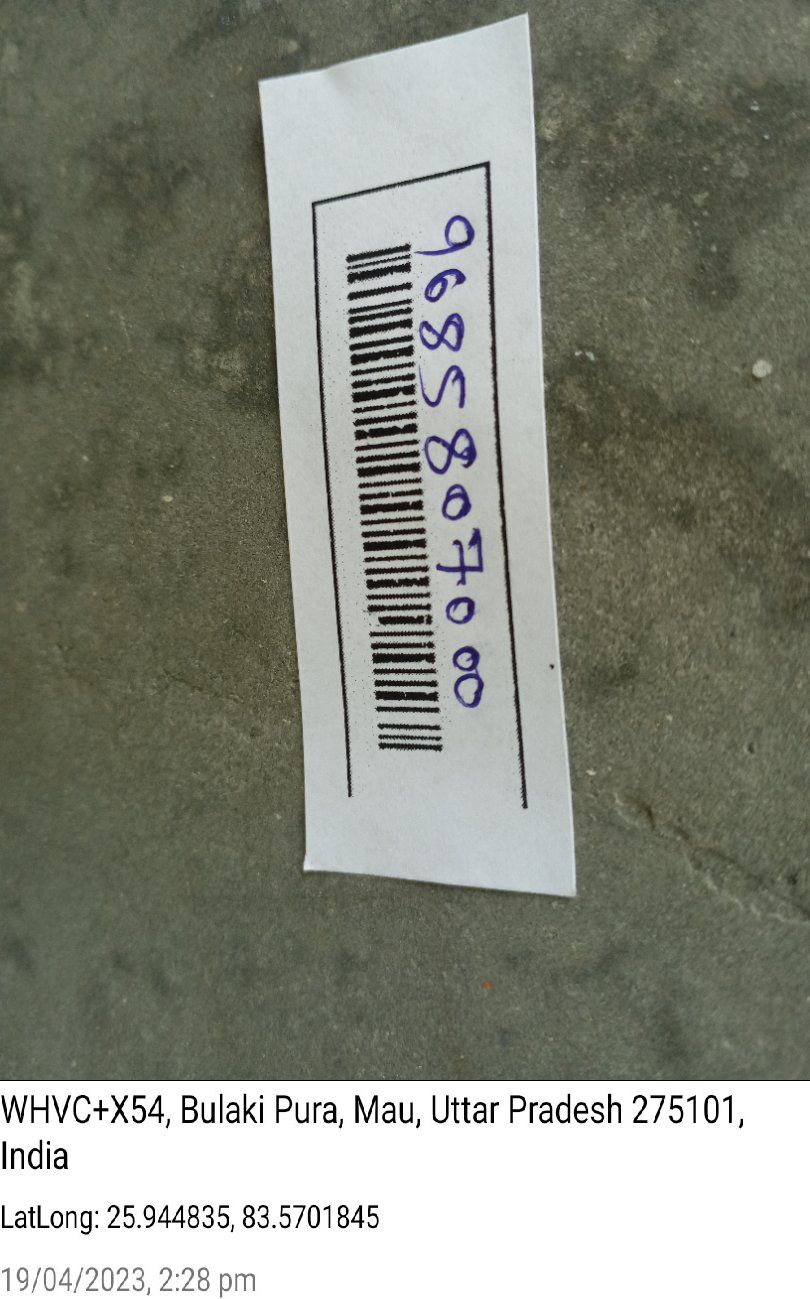 9685807000
WHVC+X54, Bulaki Pura, Mau, Uttar Pradesh 275101,
India
LatLong: 25.944835, 83.5701845
19/04/2023, 2:28 pm